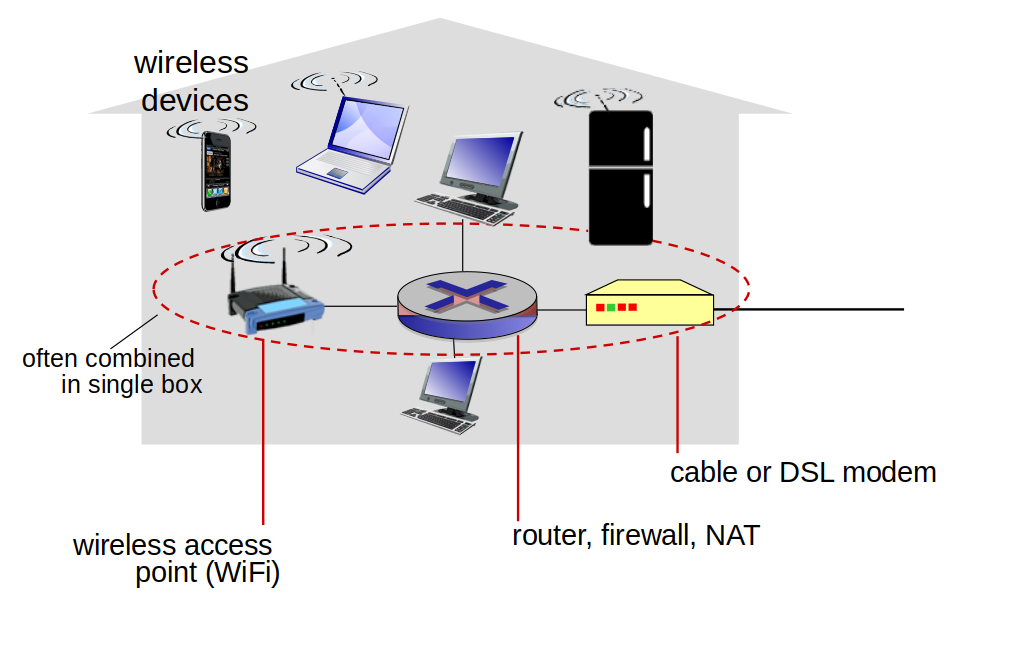 wireless
devices
often combined
in single box
cable or DSL modem
router, firewall, NAT
wireless access
point (WiFi)